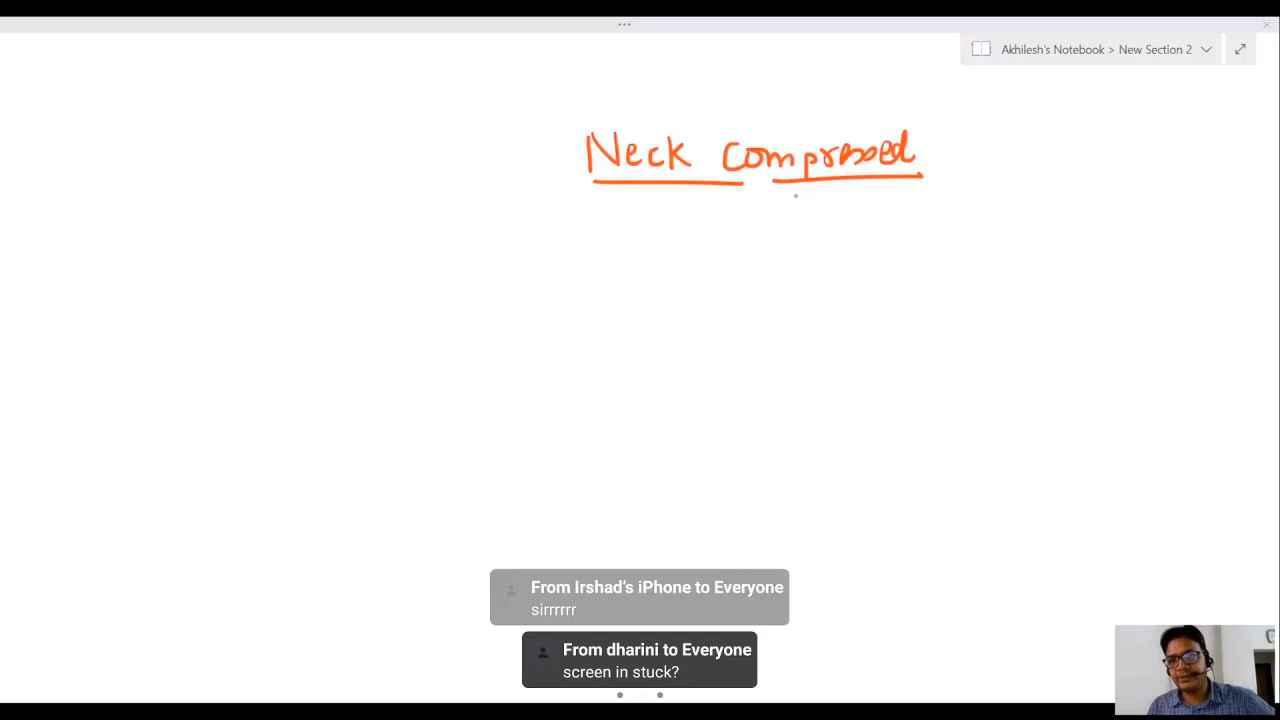 Akhilesh's Notebook > New Section 2
Neck compressed
From Irshad's iPhone to Everyone
sirrrrrr
From dharini to Everyone
screen in stuck?